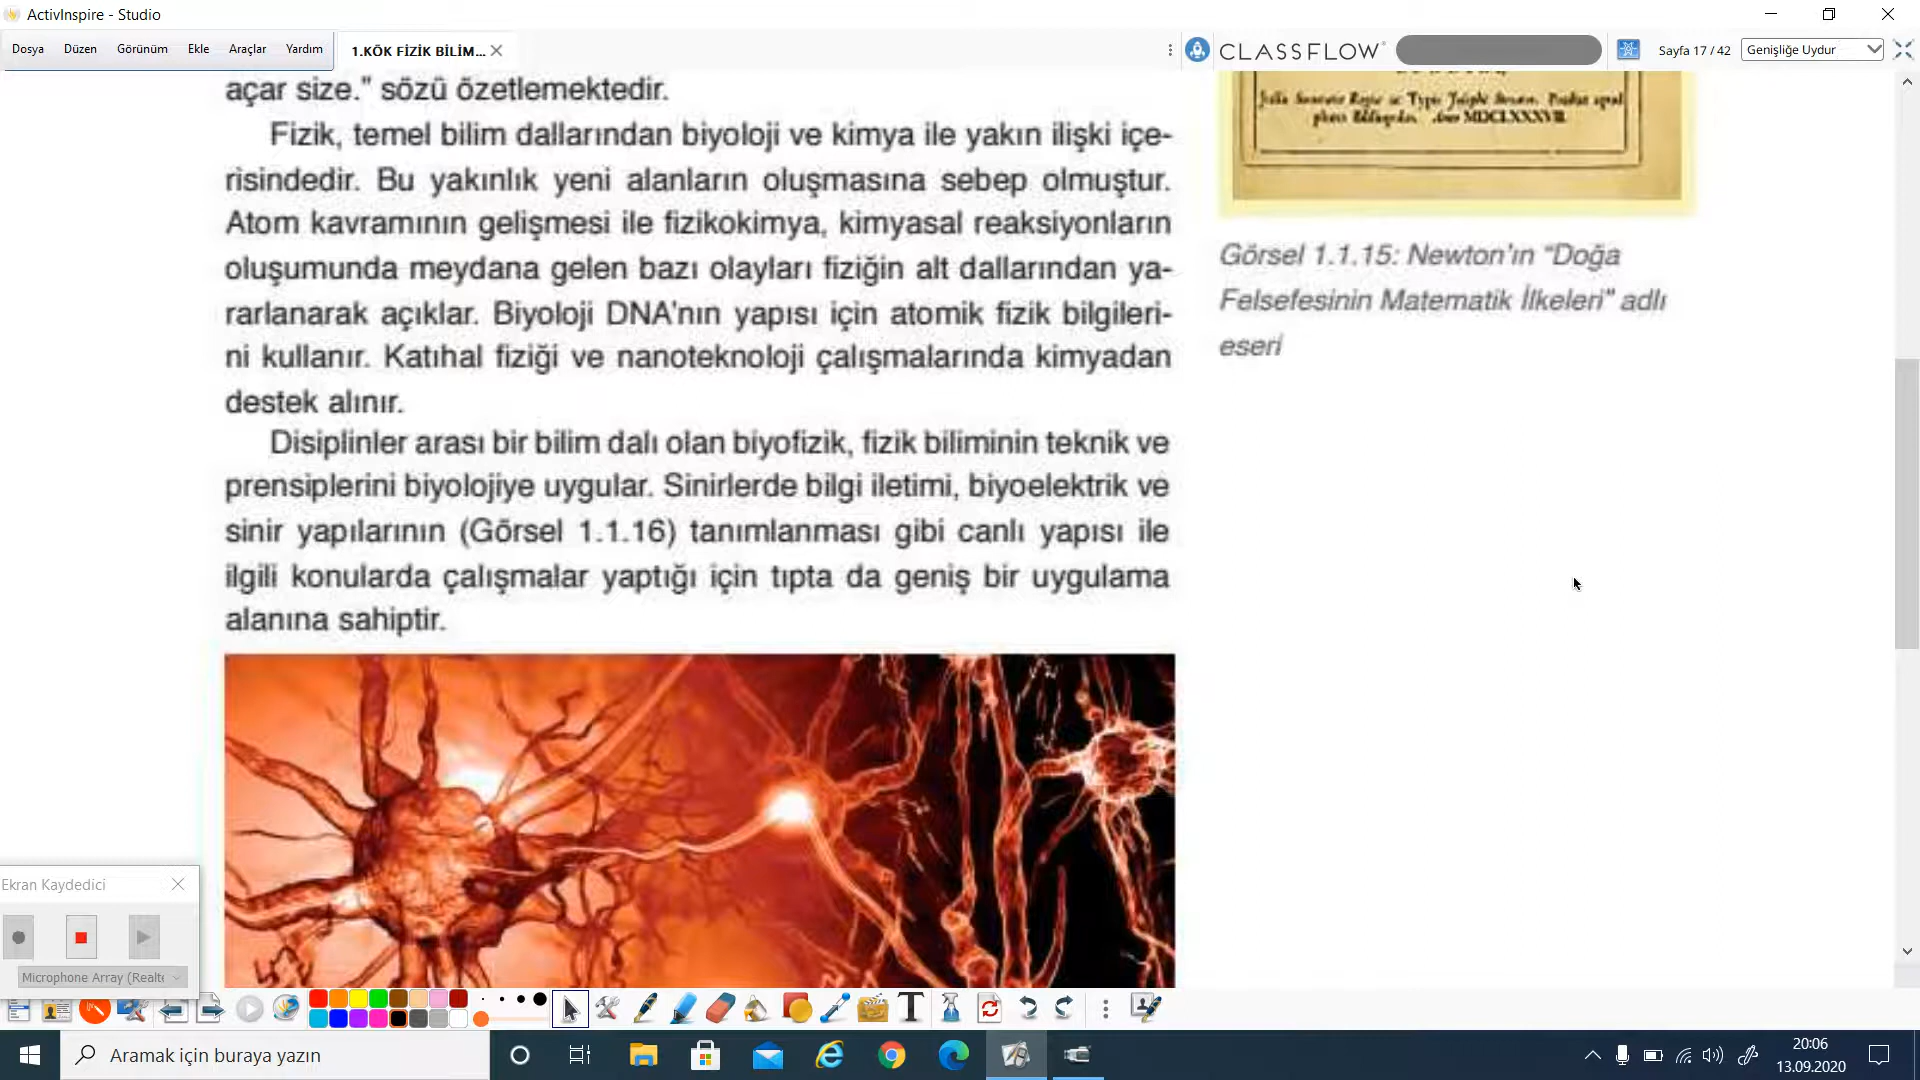 ActivInspire - Studio
Dosya Düzen Görünüm Ekle Araçlar Yardım
1.KÖK FİZİK BİLİM...
CLASSFLOW
Sayfa 17 / 42
Genişliğe Uydur
açar size." sözü özetlemektedir.
Fizik, temel bilim dallarından biyoloji ve kimya ile yakın ilişki içe-
risindedir. Bu yakınlık yeni alanların oluşmasına sebep olmuştur.
Atom kavramının gelişmesi ile fizikokimya, kimyasal reaksiyonların
oluşumunda meydana gelen bazı olayları fiziğin alt dallarından ya-
rarlanarak açıklar. Biyoloji DNA'nın yapısı için atomik fizik bilgileri-
ni kullanır. Katıhal fiziği ve nanoteknoloji çalışmalarında kimyadan
destek alınır.
Disiplinler arası bir bilim dalı olan biyofizik, fizik biliminin teknik ve
prensiplerini biyolojiye uygular. Sinirlerde bilgi iletimi, biyoelektrik ve
sinir yapılarının (Görsel 1.1.16) tanımlanması gibi canlı yapısı ile
ilgili konularda çalışmalar yaptığı için tıpta da geniş bir uygulama
alanına sahiptir.
MDCLXXXVII
Görsel 1.1.15: Newton'ın “Doğa
Felsefesinin Matematik İlkeleri” adlı
eseri
Ekran Kaydedici
Microphone Array (Realte
Aramak için buraya yazın
20:06
13.09.2020